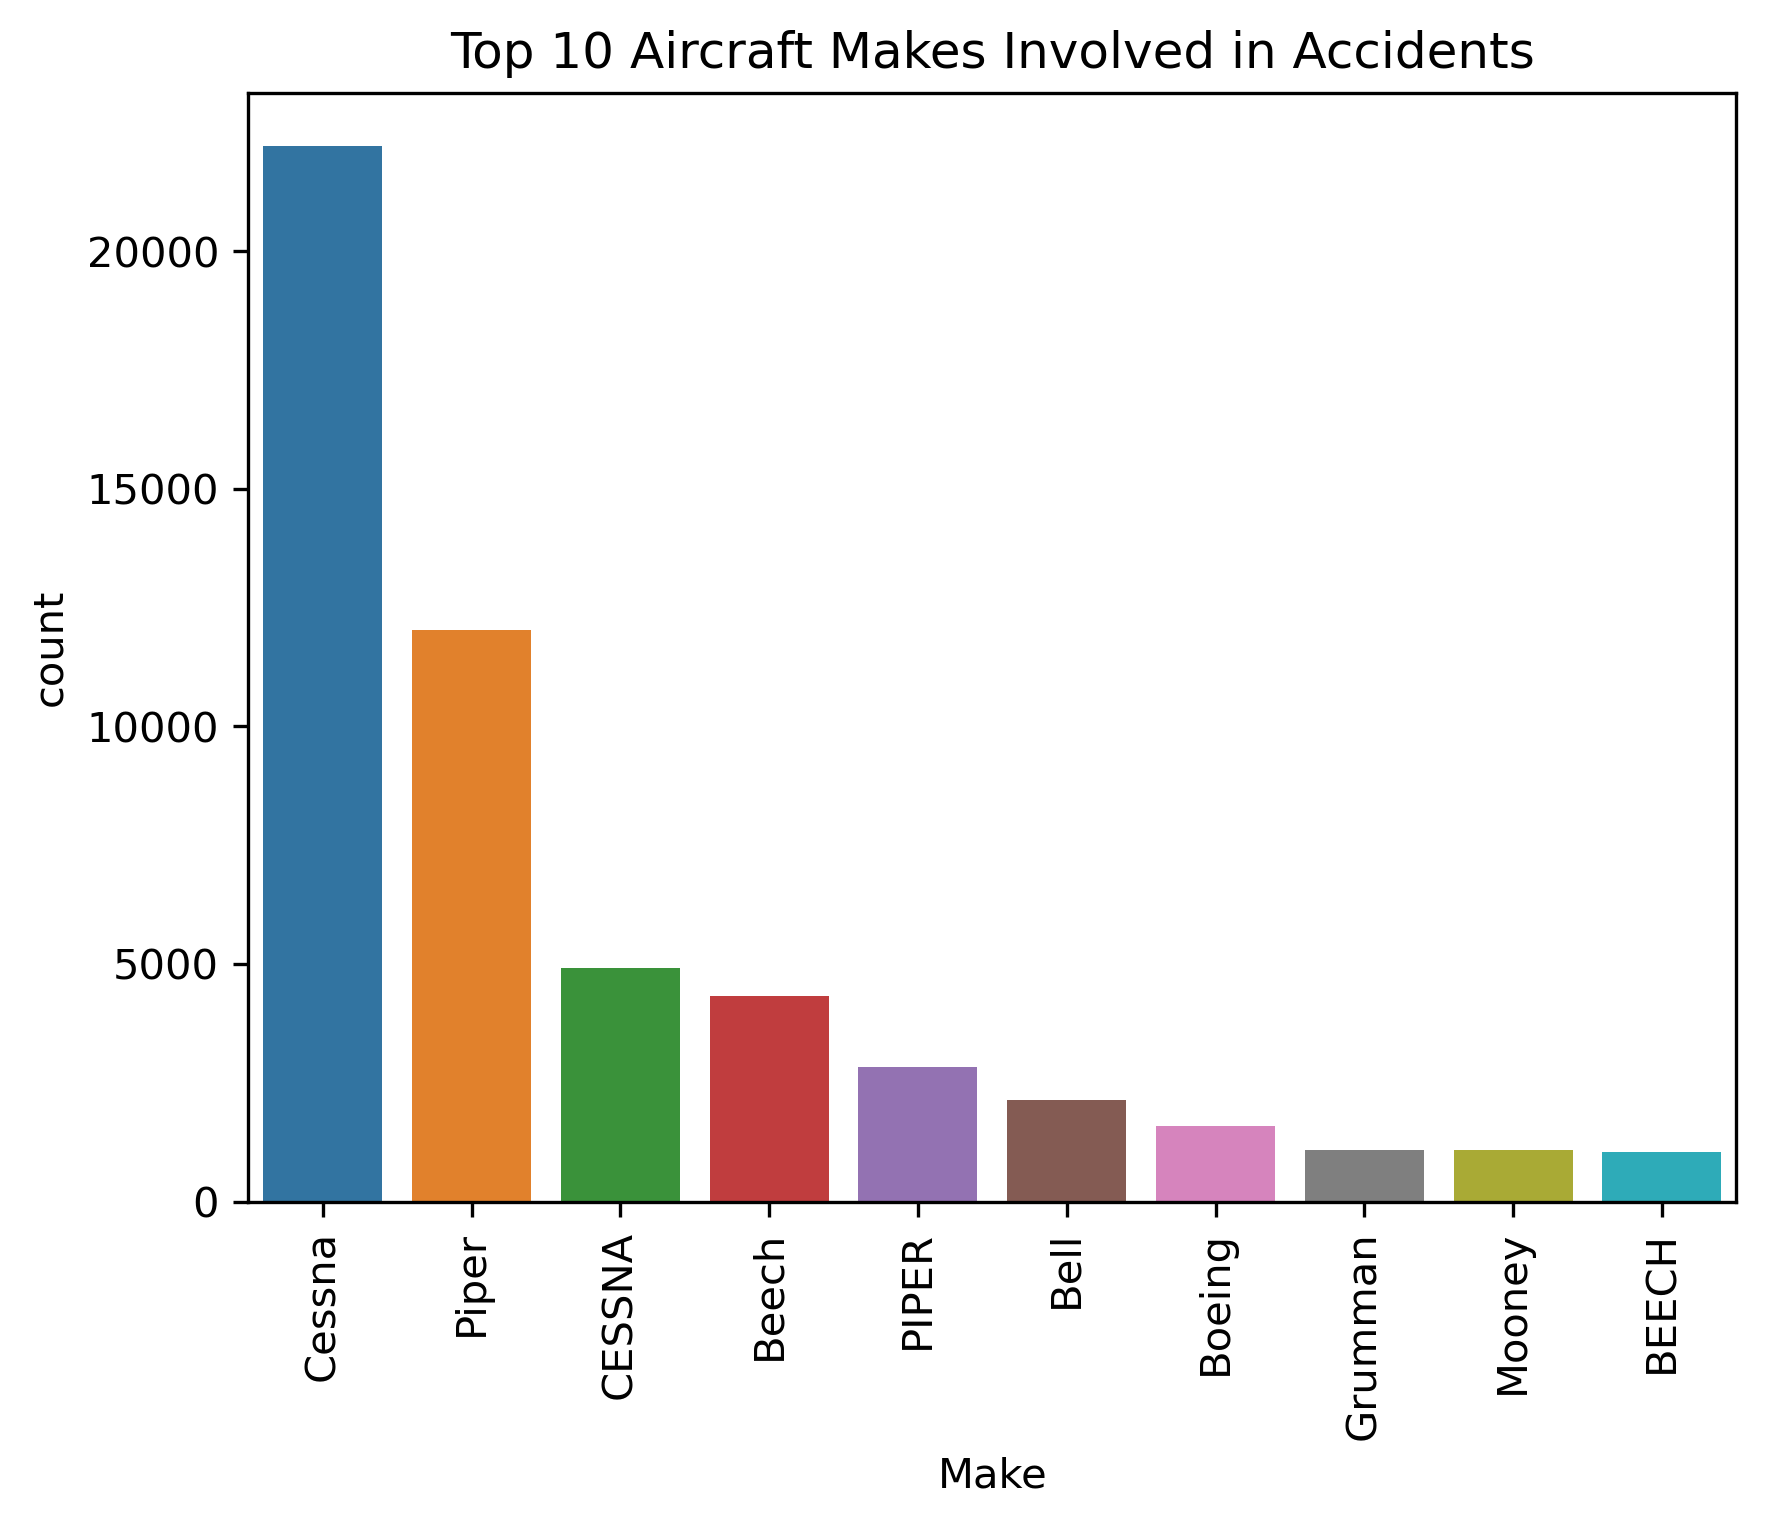 Top 10 Aircraft Makes Involved in Accidents
count
20000
15000
10000
5000
0
Cessna
Piper
CESSNA
Beech
PIPER
Bell
Boeing
Grumman
Mooney
BEECH
Make